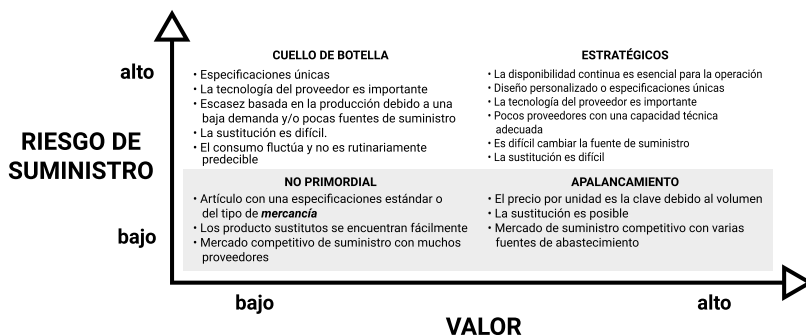 CUELLO DE BOTELLA
• Especificaciones únicas
• La tecnología del proveedor es importante
• Escasez basada en la producción debido a una
baja demanda y/o pocas fuentes de suministro
• La sustitución es difícil.
• El consumo fluctúa y no es rutinariamente
predecible
ESTRATÉGICOS
• La disponibilidad continua es esencial para la operación
• Diseño personalizado o especificaciones únicas
• La tecnología del proveedor es importante
• Pocos proveedores con una capacidad técnica
adecuada
• Es difícil cambiar la fuente de suministro
• La sustitución es difícil
alto
RIESGO DE
SUMINISTRO
bajo
NO PRIMORDIAL
• Artículo con una especificaciones estándar o
del tipo de mercancía
• Los producto sustitutos se encuentran fácilmente
• Mercado competitivo de suministro con muchos
proveedores
APALANCAMIENTO
• El precio por unidad es la clave debido al volumen
• La sustitución es posible
• Mercado de suministro competitivo con varias
fuentes de abastecimiento
bajo
alto
VALOR